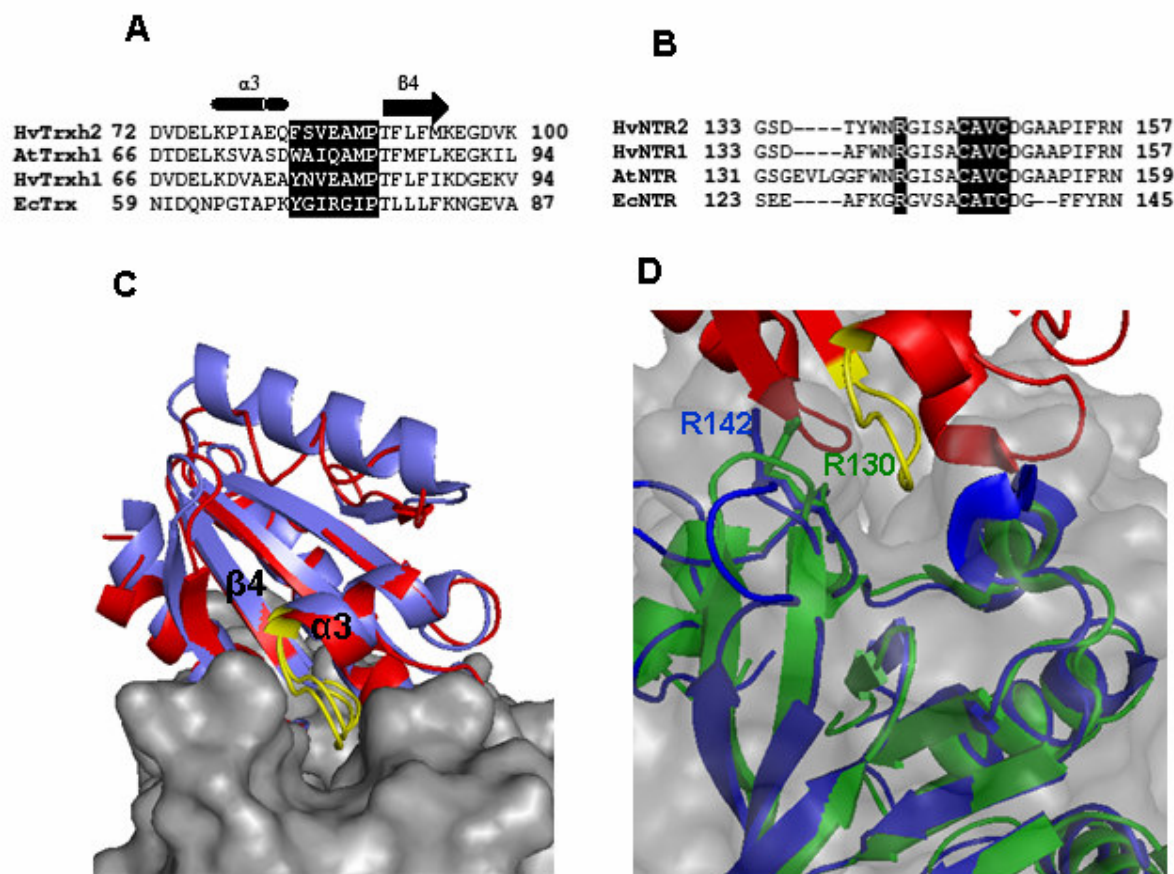 A
α3 β4
HvTrxh2 72 DVDELKPIAEQFSVEAMPTFLFMKEGDVK 100
AtTrxh1 66 DTDELKSVASDWAIQAMPTFMFLKEGKIL 94
HvTrxh1 66 DVDELKDVAEAYNVEAMPTFLFIKDGEKV 94
EcTrx 59 NIDQNPGTAPKYGIRGIPTLLLFKNGEVA 87
B
HvNTR2 133 GSD----TYWNRGISACAVCDGAAPIFRN 157
HvNTR1 133 GSD----AFWNRGISACAVCDGAAPIFRN 157
AtNTR 131 GSGEVLGGFWNRGISACAVCDGAAPIFRN 159
EcNTR 123 SEE----AFKGRGVSACATCDG--FFYRN 145
C
β4
α3
D
R142
R130